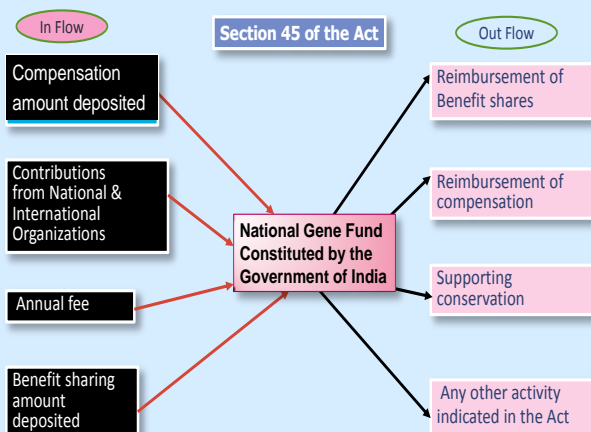 In Flow
Section 45 of the Act
Out Flow
Compensation
amount deposited
Contributions
from National &
International
Organizations
Annual fee
Benefit sharing
amount
deposited
National Gene Fund
Constituted by the
Government of India
Reimbursement of
Benefit shares
Reimbursement of
compensation
Supporting
conservation
Any other activity
indicated in the Act